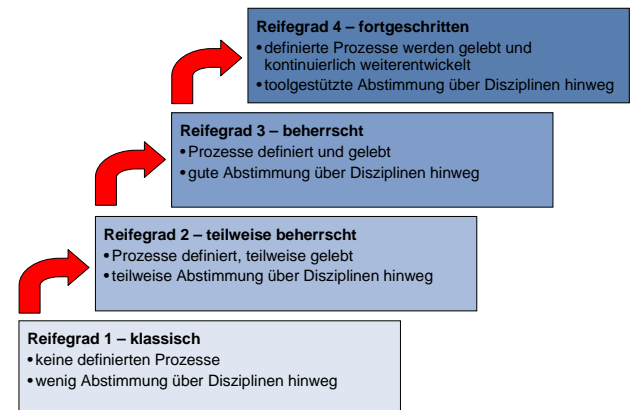 Reifegrad 4 – fortgeschritten
• definierte Prozesse werden gelebt und
kontinuierlich weiterentwickelt
• toolgestützte Abstimmung über Disziplinen hinweg
Reifegrad 3 – beherrscht
• Prozesse definiert und gelebt
• gute Abstimmung über Disziplinen hinweg
Reifegrad 2 – teilweise beherrscht
• Prozesse definiert, teilweise gelebt
• teilweise Abstimmung über Disziplinen hinweg
Reifegrad 1 – klassisch
• keine definierten Prozesse
• wenig Abstimmung über Disziplinen hinweg